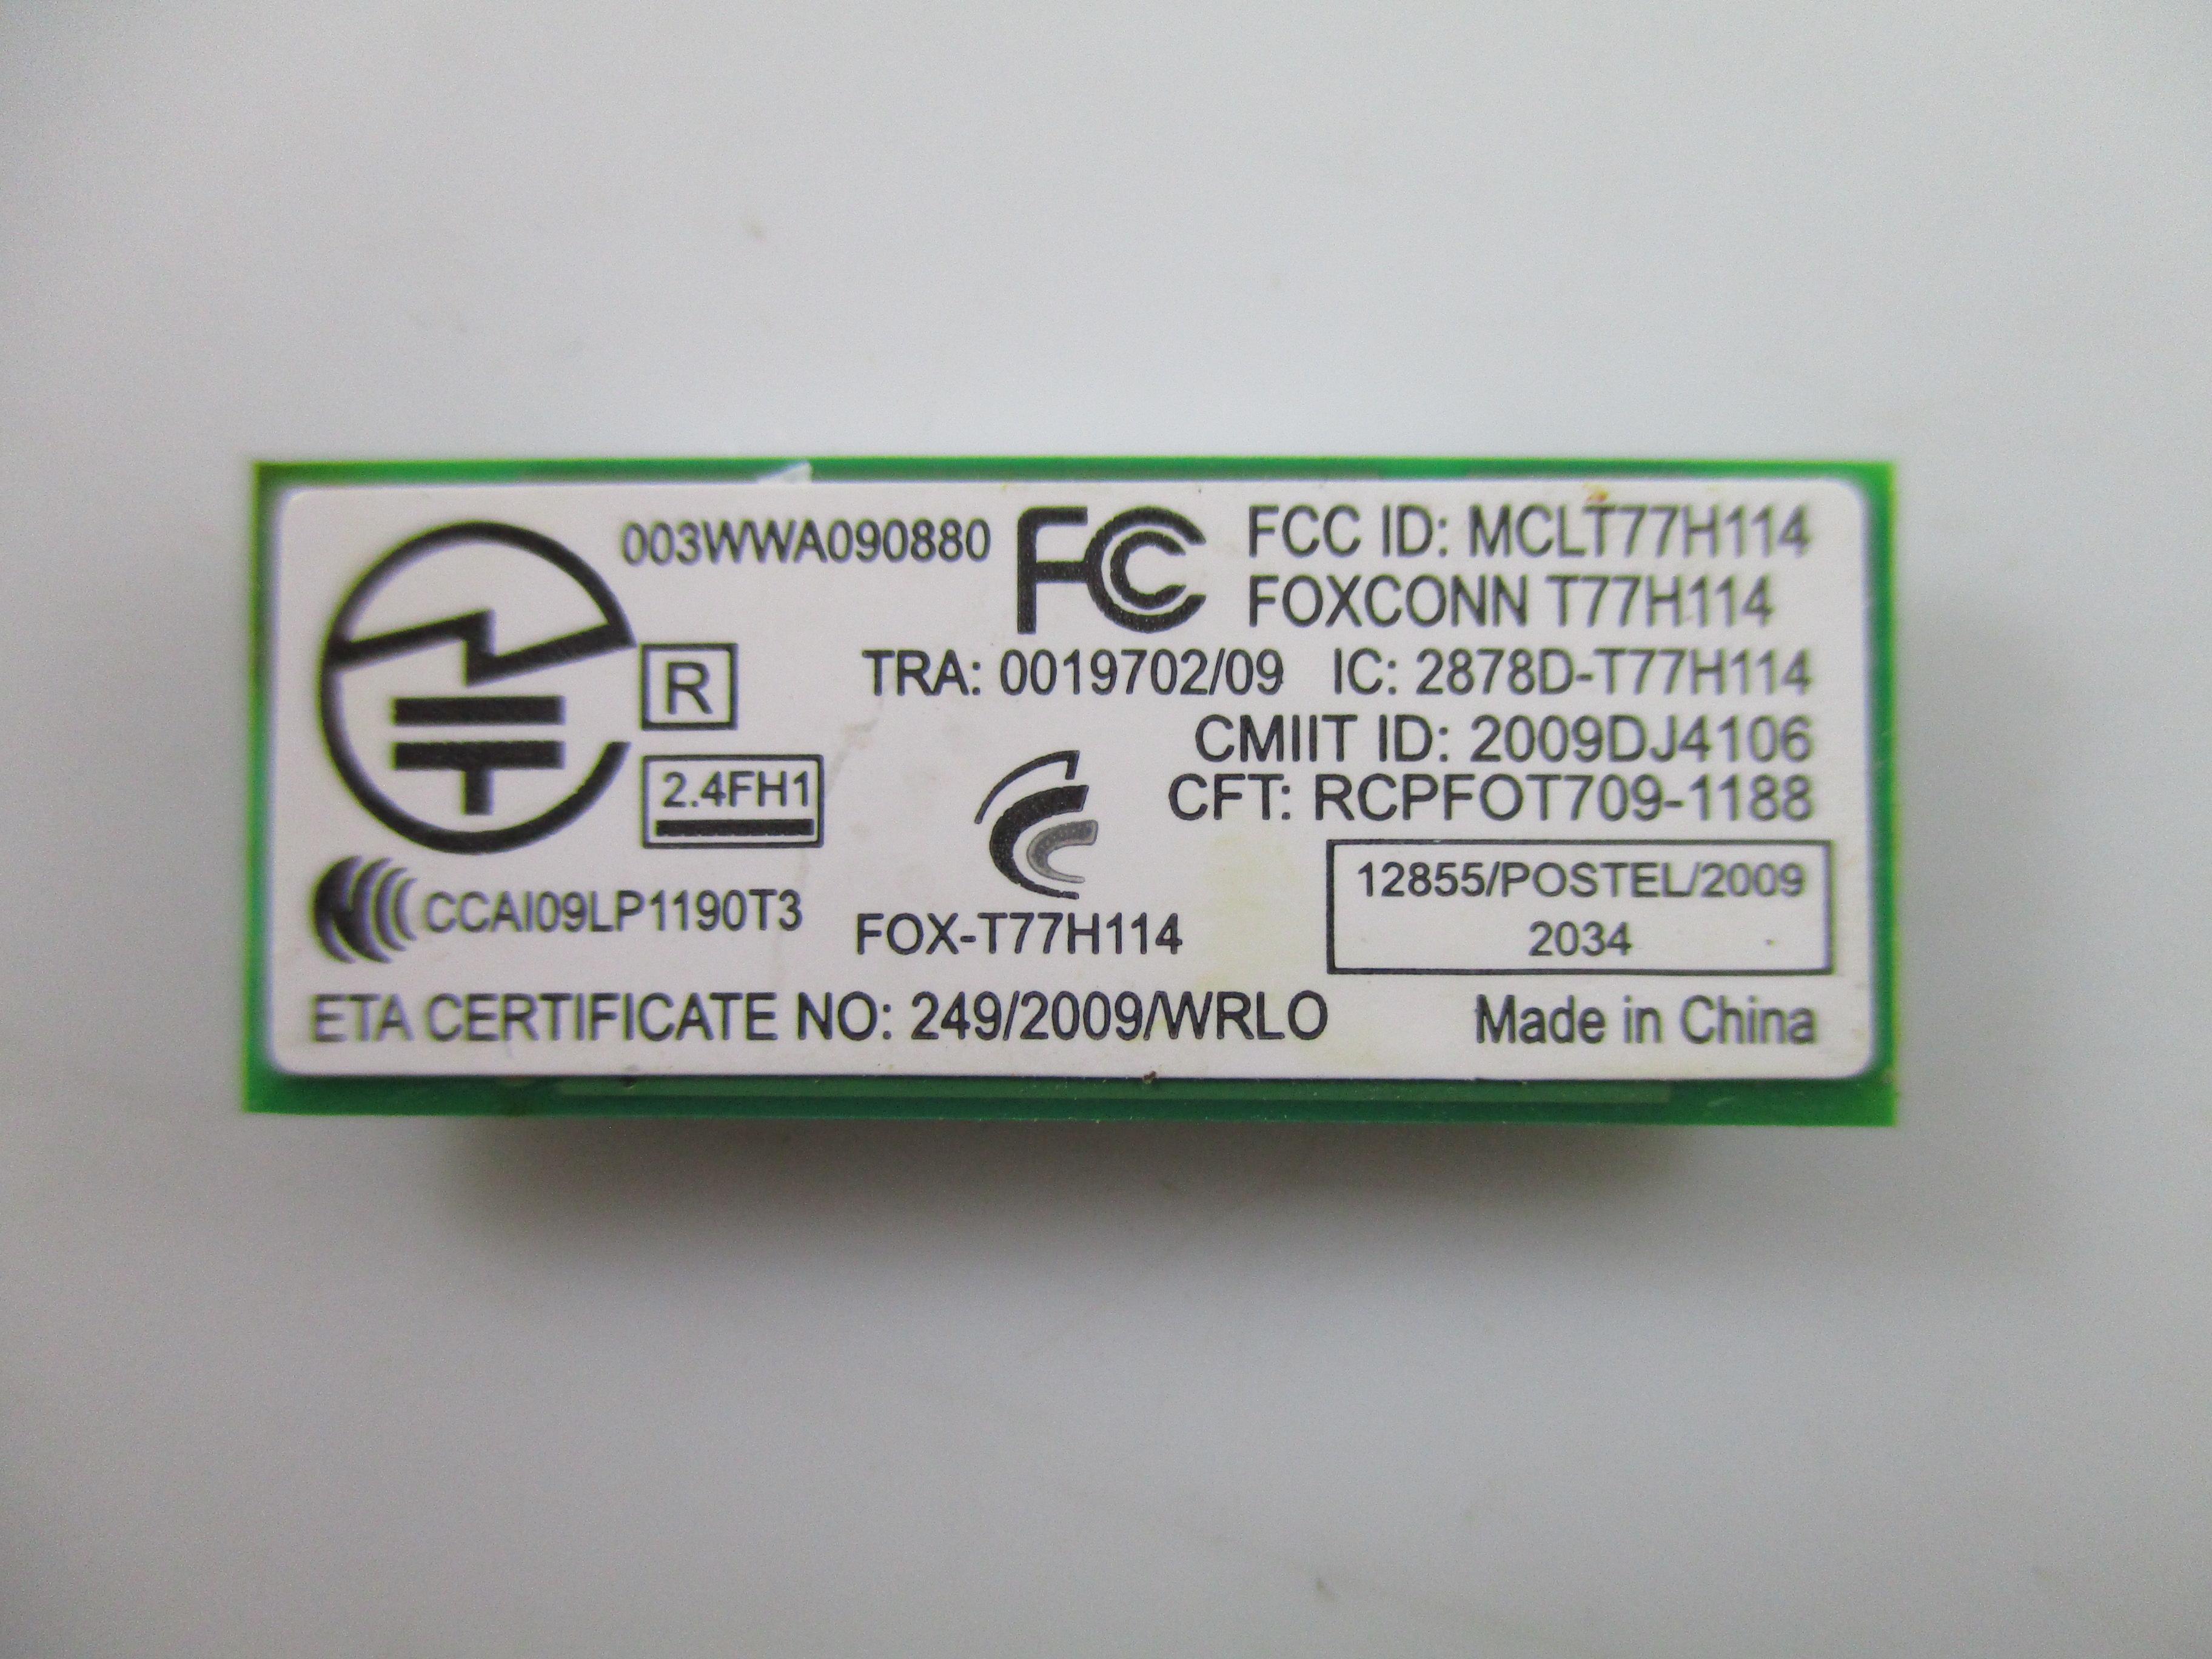 003WWA090880
FC
FCC ID: MCLT77H114
FOXCONN T77H114
R
TRA: 0019702/09 IC: 2878D-T77H114
CMIIT ID: 2009DJ4106
2.4FH1
CFT: RCPFOT709-1188
CCAI09LP1190T3
FOX-T77H114
12855/POSTEL/2009
2034
ETA CERTIFICATE NO: 249/2009/WRLO
Made in China